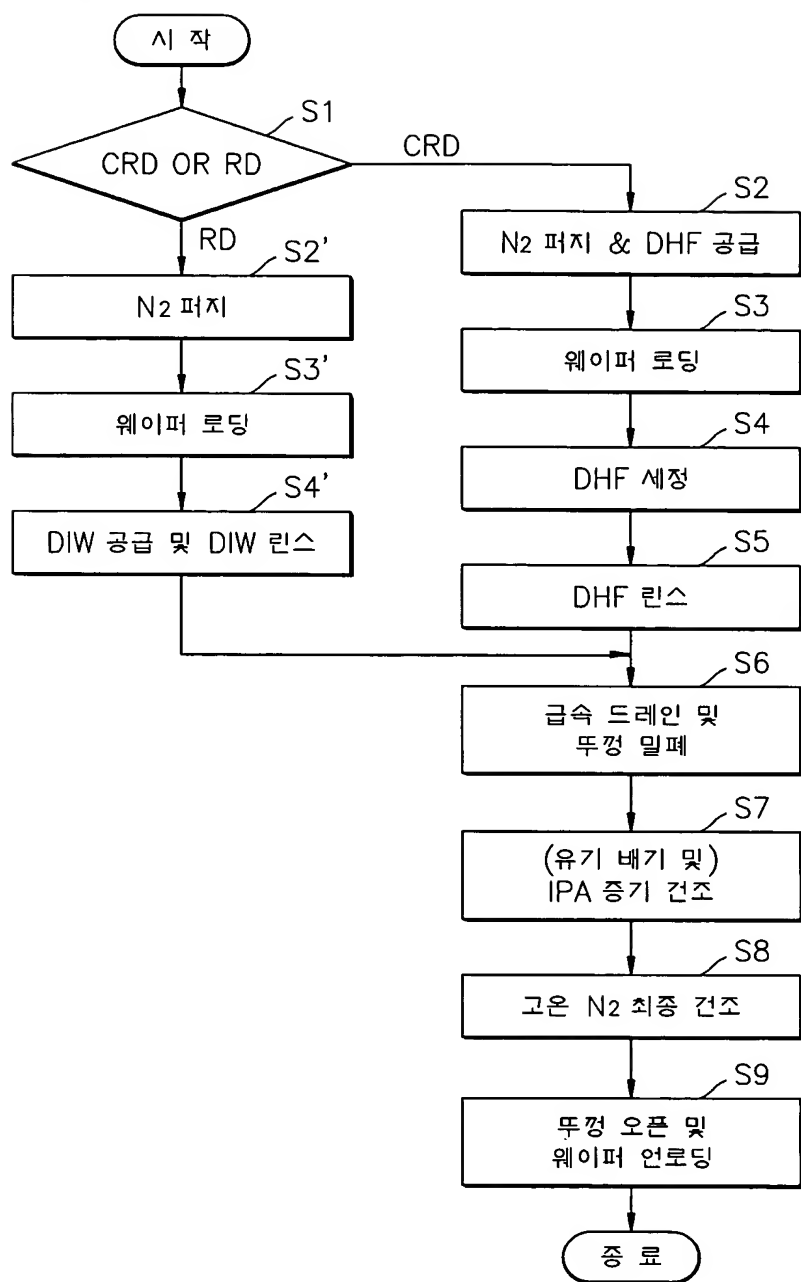 시 작
S1
CRD OR RD
CRD
RD
S2
N2 퍼지 & DHF 공급
S2'
N2 퍼지
S3
웨이퍼 로딩
S3'
웨이퍼 로딩
S4
DHF 세정
S4'
DIW 공급 및 DIW 린스
S5
DHF 린스
S6
급속 드레인 및
뚜껑 밀폐
S7
(유기 배기 및)
IPA 증기 건조
S8
고온 N2 최종 건조
S9
뚜껑 오픈 및
웨이퍼 언로딩
종 료